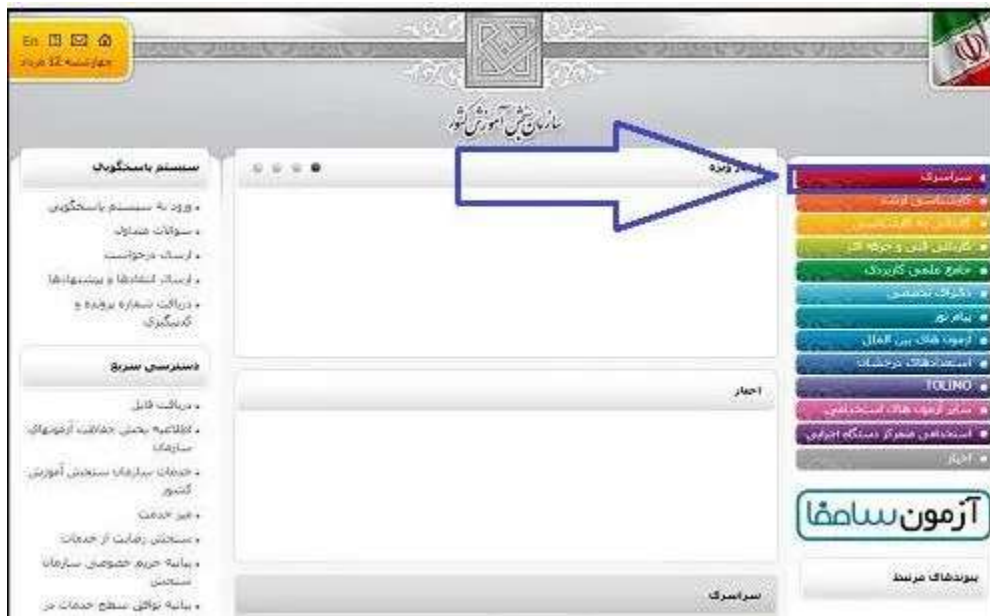 En
چهارشنبه 12 مرداد
سازمان سنجش آموزش کشور
سراسری
کارشناسی ارشد
کاردانی به کارشناسی
کاردانی فنی و حرفه ای
جامع علمی کاربردی
دکترای تخصصی
پیام نور
آزمون های بین المللی
استعدادهای درخشان
TOLINO
سایر آزمون های استخدامی
استخدامی متمرکز دستگاه اجرایی
اخبار
آزمون سامفا
پیوندهای مرتبط
ویژه
اخبار
سراسری
سیستم پاسخگویی
ورود به سیستم پاسخگویی
سوالات متداول
ارسال درخواست
ارسال انتقادها و پیشنهادها
دریافت شماره پرونده و
کدپیگیری
دسترسی سریع
دریافت فایل
اطلاعیه بخش حفاظت آزمونهای
سازمان
خدمات سازمان سنجش آموزش
کشور
میز خدمت
سنجش رضایت از خدمات
بیانیه حریم خصوصی سازمان
سنجش
بیانیه توافق سطح خدمات در